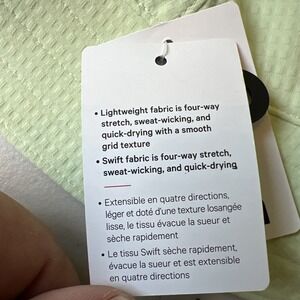 • Lightweight fabric is four-way
stretch, sweat-wicking, and
quick-drying with a smooth
grid texture
• Swift fabric is four-way stretch,
sweat-wicking, and quick-drying
• Extensible en quatre directions,
léger et doté d'une texture losangée
lisse, le tissu évacue la sueur et
sèche rapidement
• Le tissu Swift sèche rapidement,
évacue la sueur et est extensible
en quatre directions